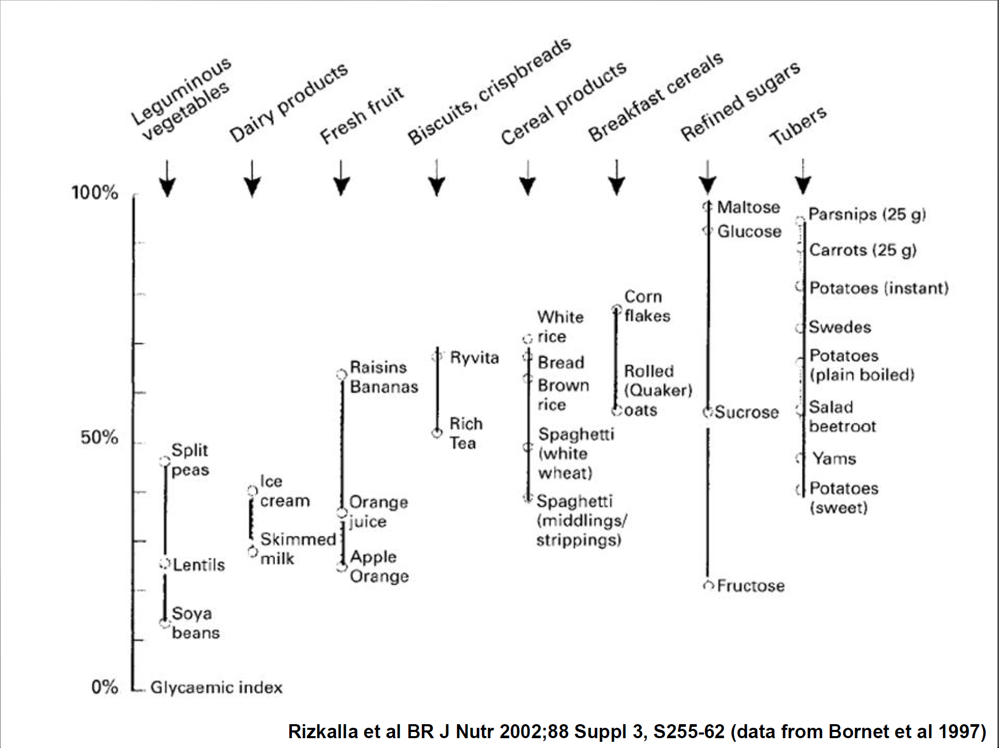 Leguminous
vegetables
Dairy products
Fresh fruit
Biscuits, crispbreads
Cereal products
Breakfast cereals
Refined sugars
Tubers
100%
50%
0%
Glycaemic index
Split
peas
Lentils
Soya
beans
Ice
cream
Skimmed
milk
Raisins
Bananas
Orange
juice
Apple
Orange
Ryvita
Rich
Tea
White
rice
Bread
Brown
rice
Spaghetti
(white
wheat)
Spaghetti
(middlings/
strippings)
Corn
flakes
Rolled
(Quaker)
oats
Maltose
Glucose
Sucrose
Fructose
Parsnips (25 g)
Carrots (25 g)
Potatoes (instant)
Swedes
Potatoes
(plain boiled)
Salad
beetroot
Yams
Potatoes
(sweet)
Rizkalla et al BR J Nutr 2002;88 Suppl 3, S255-62 (data from Bornet et al 1997)